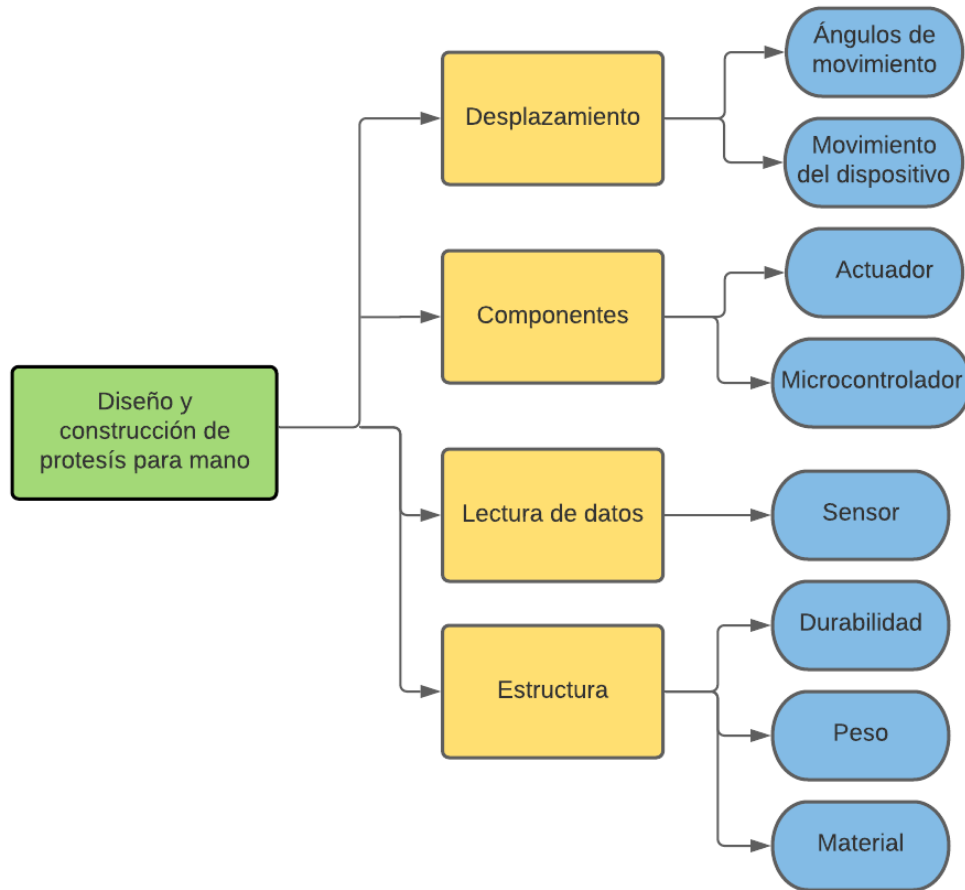 Diseño y
construcción de
protesís para mano
Desplazamiento
Ángulos de
movimiento
Movimiento
del dispositivo
Componentes
Actuador
Microcontrolador
Lectura de datos
Sensor
Estructura
Durabilidad
Peso
Material